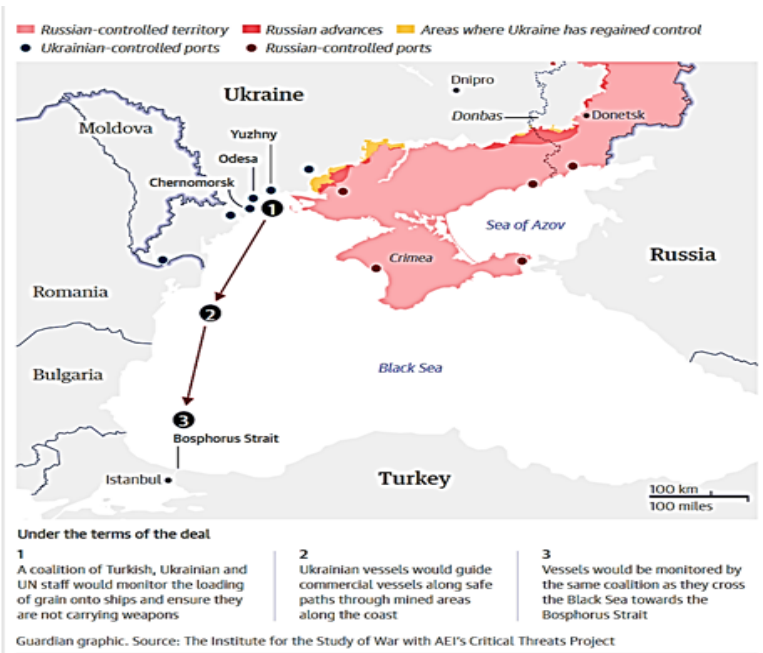 Russian-controlled territory Russian advances Areas where Ukraine has regained control
Ukrainian-controlled ports Russian-controlled ports
Dnipro
Ukraine
Donbas
Donetsk
Moldova
Yuzhny
Odesa
Chernomorsk
1
Sea of Azov
Crimea
Russia
Romania
2
Bulgaria
Black Sea
3
Bosphorus Strait
Istanbul
Turkey
100 km
100 miles
Under the terms of the deal
1
A coalition of Turkish, Ukrainian and
UN staff would monitor the loading
of grain onto ships and ensure they
are not carrying weapons
2
Ukrainian vessels would guide
commercial vessels along safe
paths through mined areas
along the coast
3
Vessels would be monitored by
the same coalition as they cross
the Black Sea towards the
Bosphorus Strait
Guardian graphic. Source: The Institute for the Study of War with AEI's Critical Threats Project